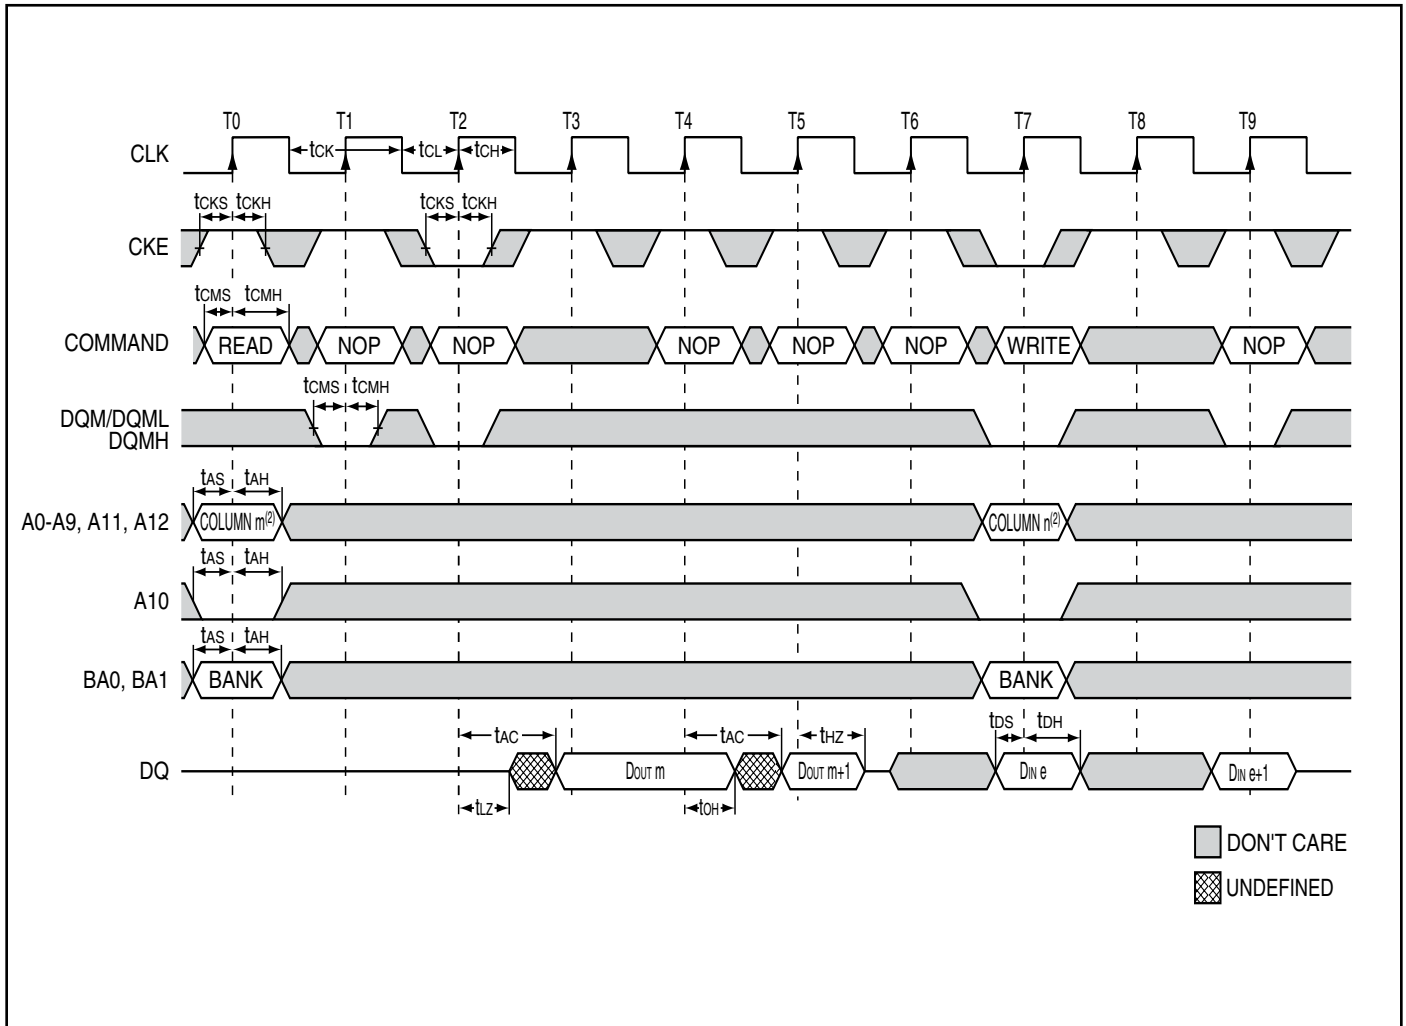 T0 T1 T2 T3 T4 T5 T6 T7 T8 T9
CLK tCK tCL tCH
tCKS tCKH tCKS tCKH
CKE
tCMS tCMH
COMMAND READ NOP NOP NOP NOP NOP WRITE NOP
tCMS tCMH
DQM/DQML
DQMH
tAS tAH
A0-A9, A11, A12 COLUMN m(2) COLUMN n(2)
tAS tAH
A10
tAS tAH
BA0, BA1 BANK BANK
tAC tAC tHZ tDS tDH
DQ DOUT m DOUT m+1 DIN e DIN e+1
tLZ tOH
DON'T CARE
UNDEFINED